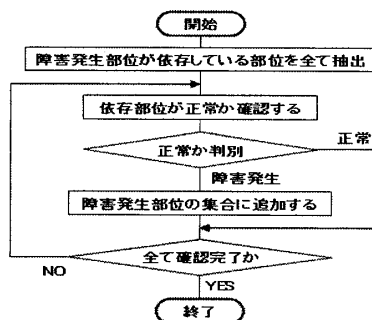 開始
障害発生部位が依存している部位を全て抽出
依存部位が正常か確認する
正常か判別
正常
障害発生
障害発生部位の集合に追加する
全て確認完了か
NO
YES
終了